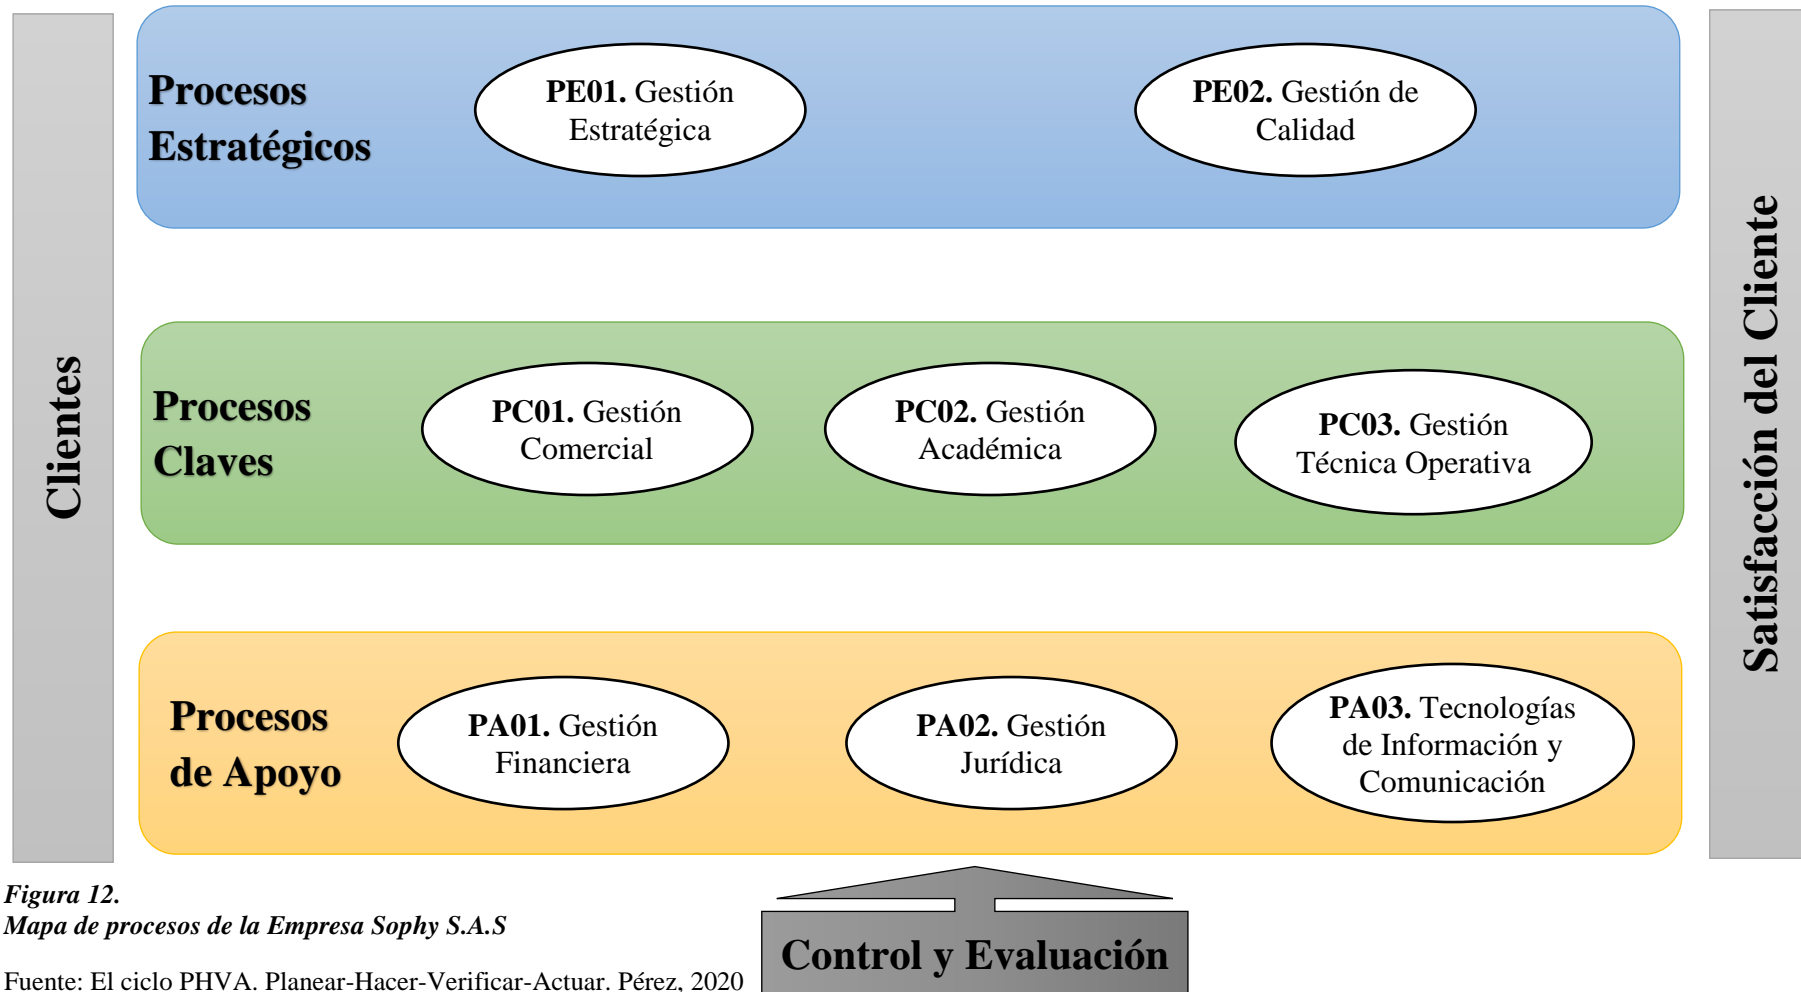 Clientes
Procesos
Estratégicos
PE01. Gestión
Estratégica
PE02. Gestión de
Calidad
Procesos
Claves
PC01. Gestión
Comercial
PC02. Gestión
Académica
PC03. Gestión
Técnica Operativa
Procesos
de Apoyo
PA01. Gestión
Financiera
PA02. Gestión
Jurídica
PA03. Tecnologías
de Información y
Comunicación
Satisfacción del Cliente
Control y Evaluación
Figura 12.
Mapa de procesos de la Empresa Sophy S.A.S
Fuente: El ciclo PHVA. Planear-Hacer-Verificar-Actuar. Pérez, 2020